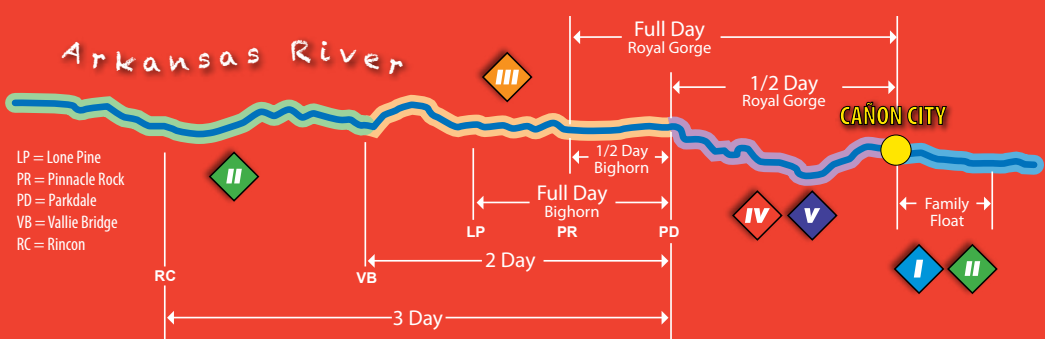 Arkansas River
Full Day
Royal Gorge
III
1/2 Day
Royal Gorge
CAÑON CITY
LP = Lone Pine
PR = Pinnacle Rock
PD = Parkdale
VB = Vallie Bridge
RC = Rincon
II
1/2 Day
Bighorn
Full Day
Bighorn
IV
V
Family
Float
LP
PR
PD
2 Day
RC
VB
I
II
3 Day